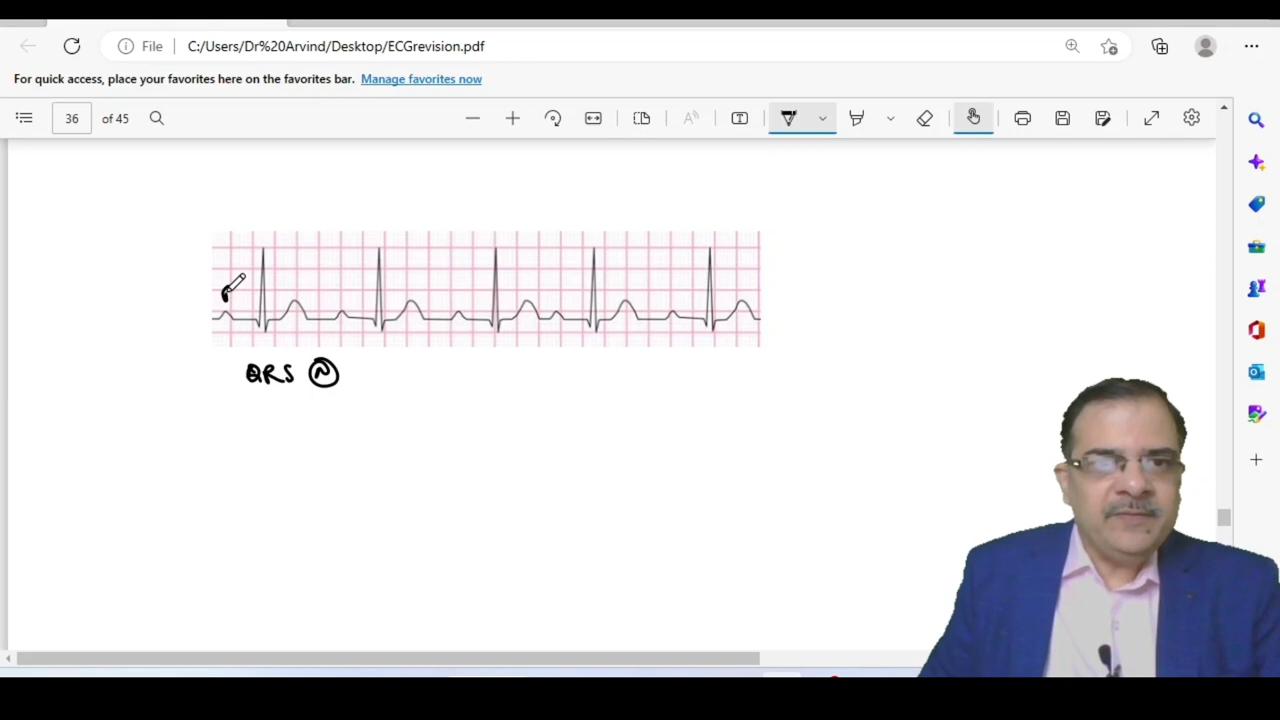 File C:/Users/Dr%20Arvind/Desktop/ECGrevision.pdf
For quick access, place your favorites here on the favorites bar. Manage favorites now
36 of 45
QRS N